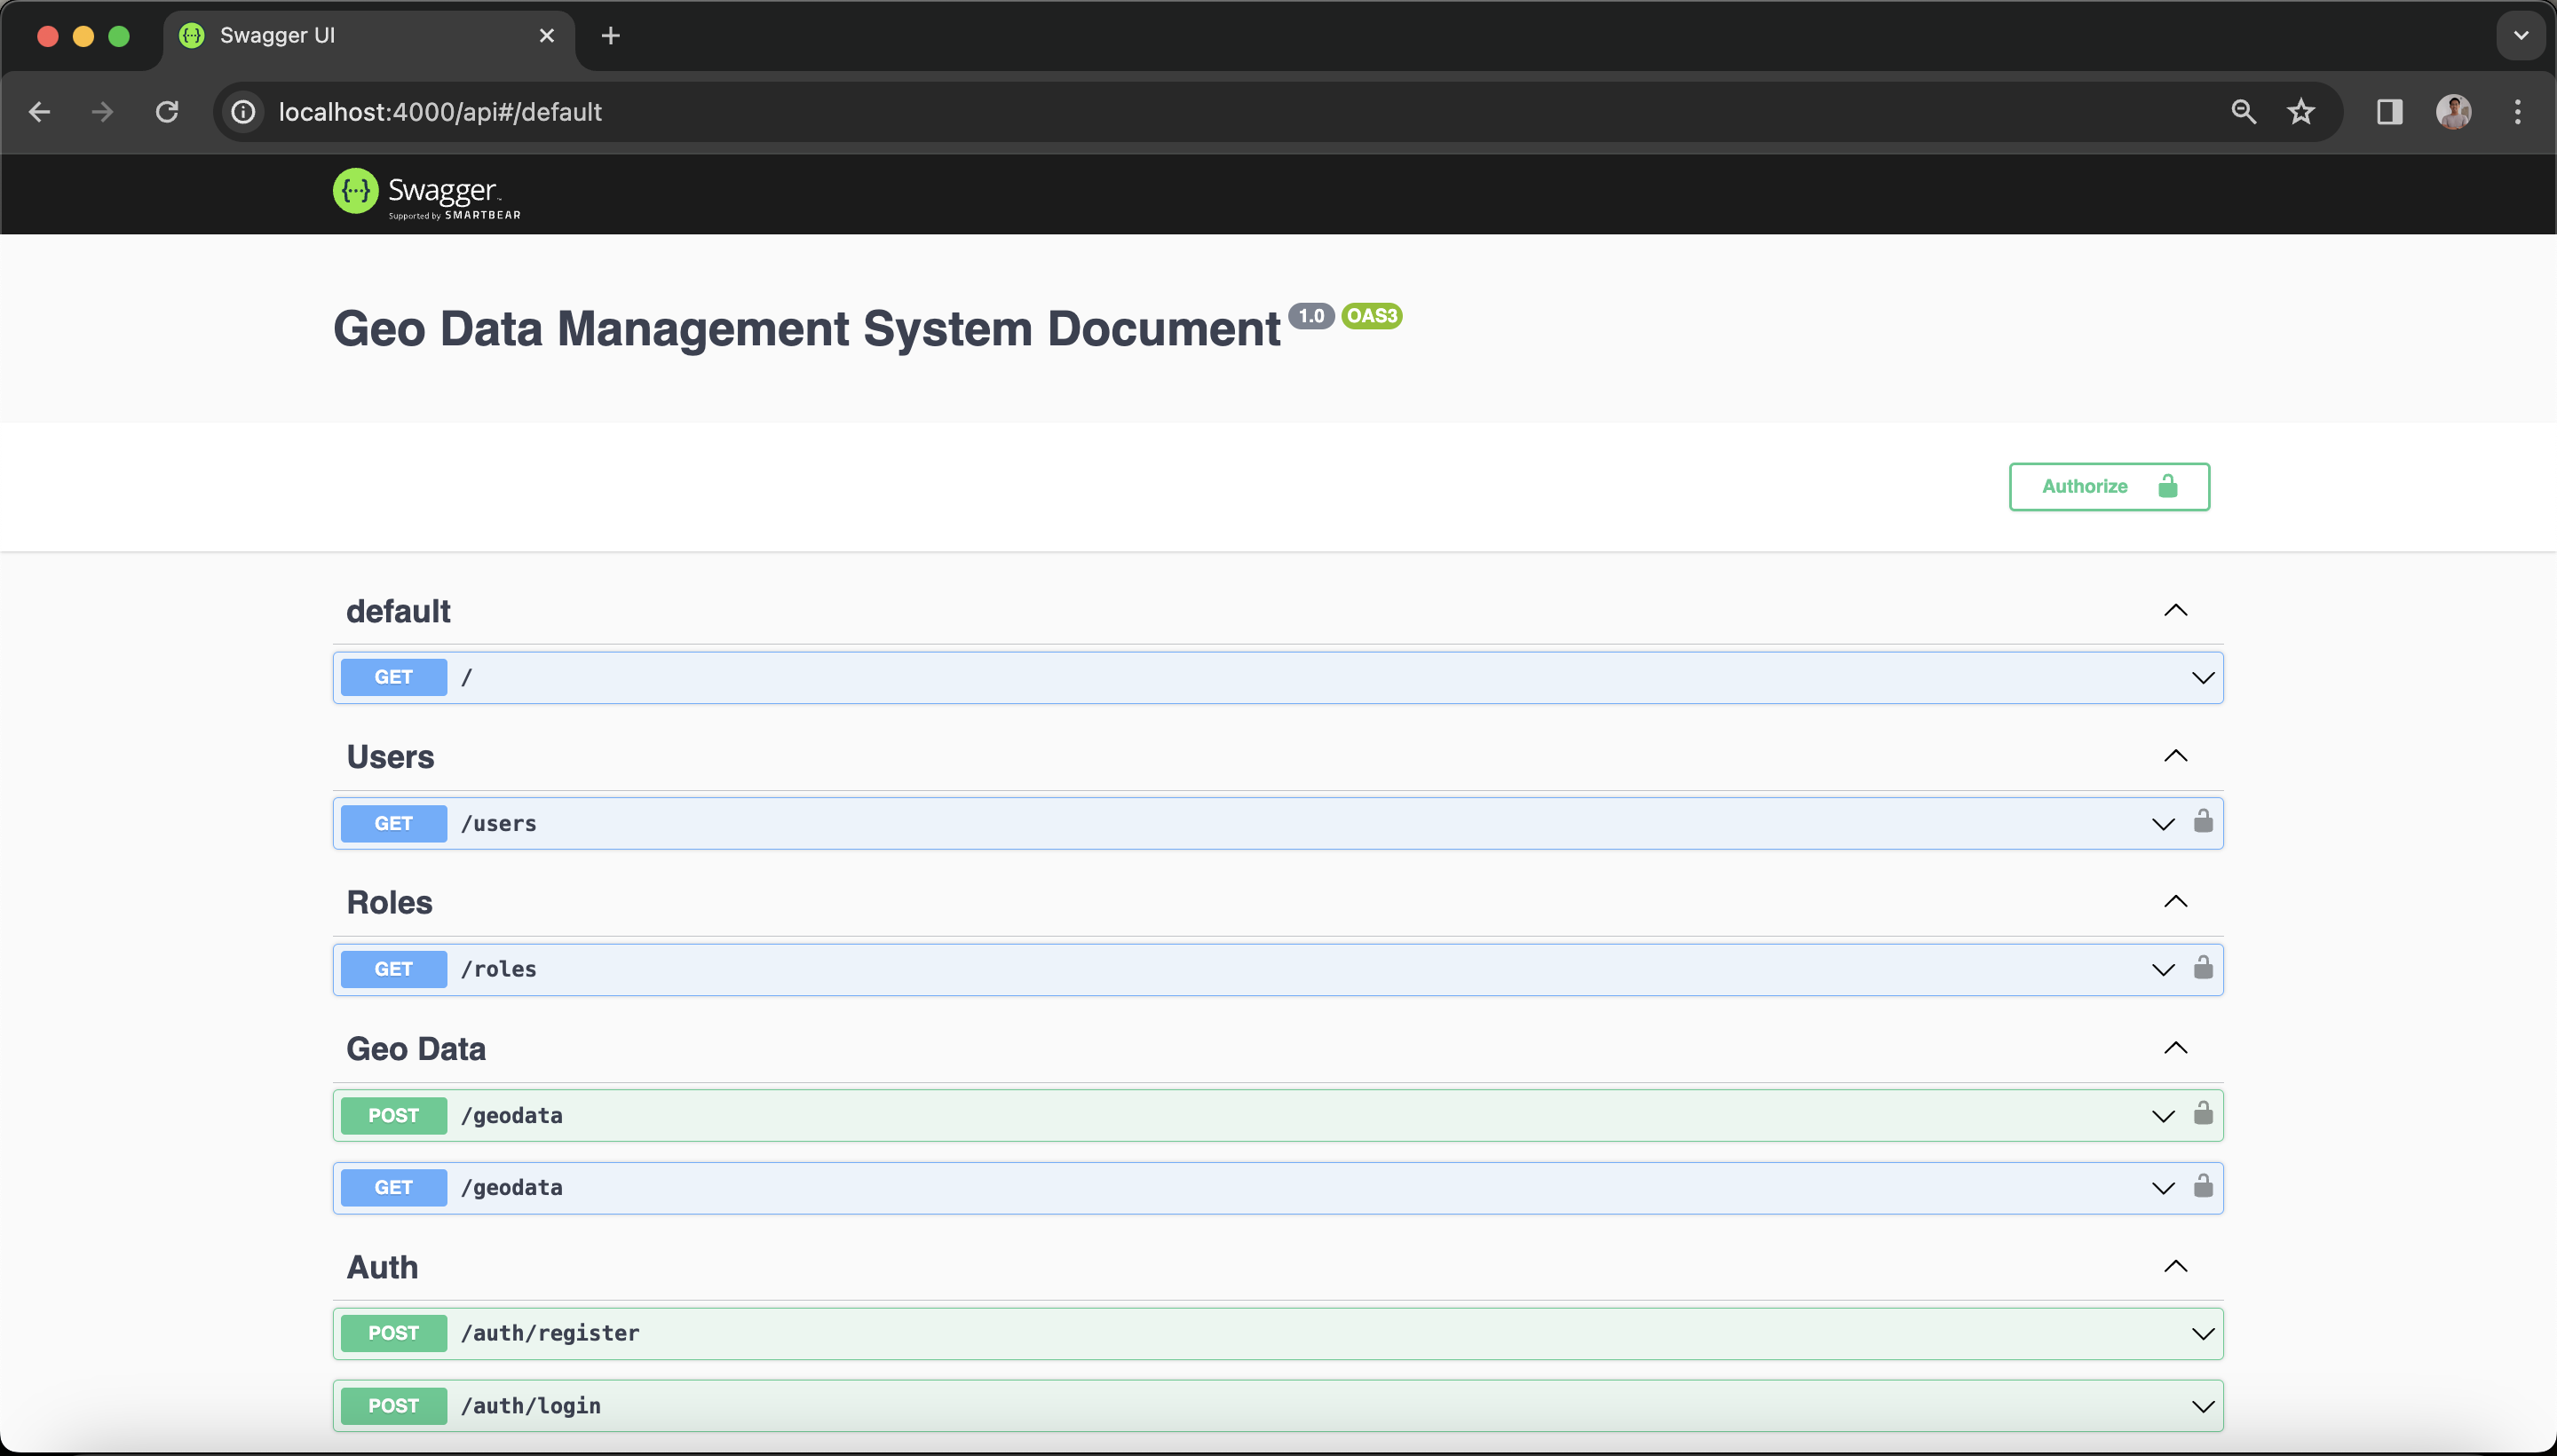 Swagger UI
localhost:4000/api#/default
{···} Swagger™
Supported by SMARTBEAR
Geo Data Management System Document 1.0 OAS3
Authorize
default
GET /
Users
GET /users
Roles
GET /roles
Geo Data
POST /geodata
GET /geodata
Auth
POST /auth/register
POST /auth/login